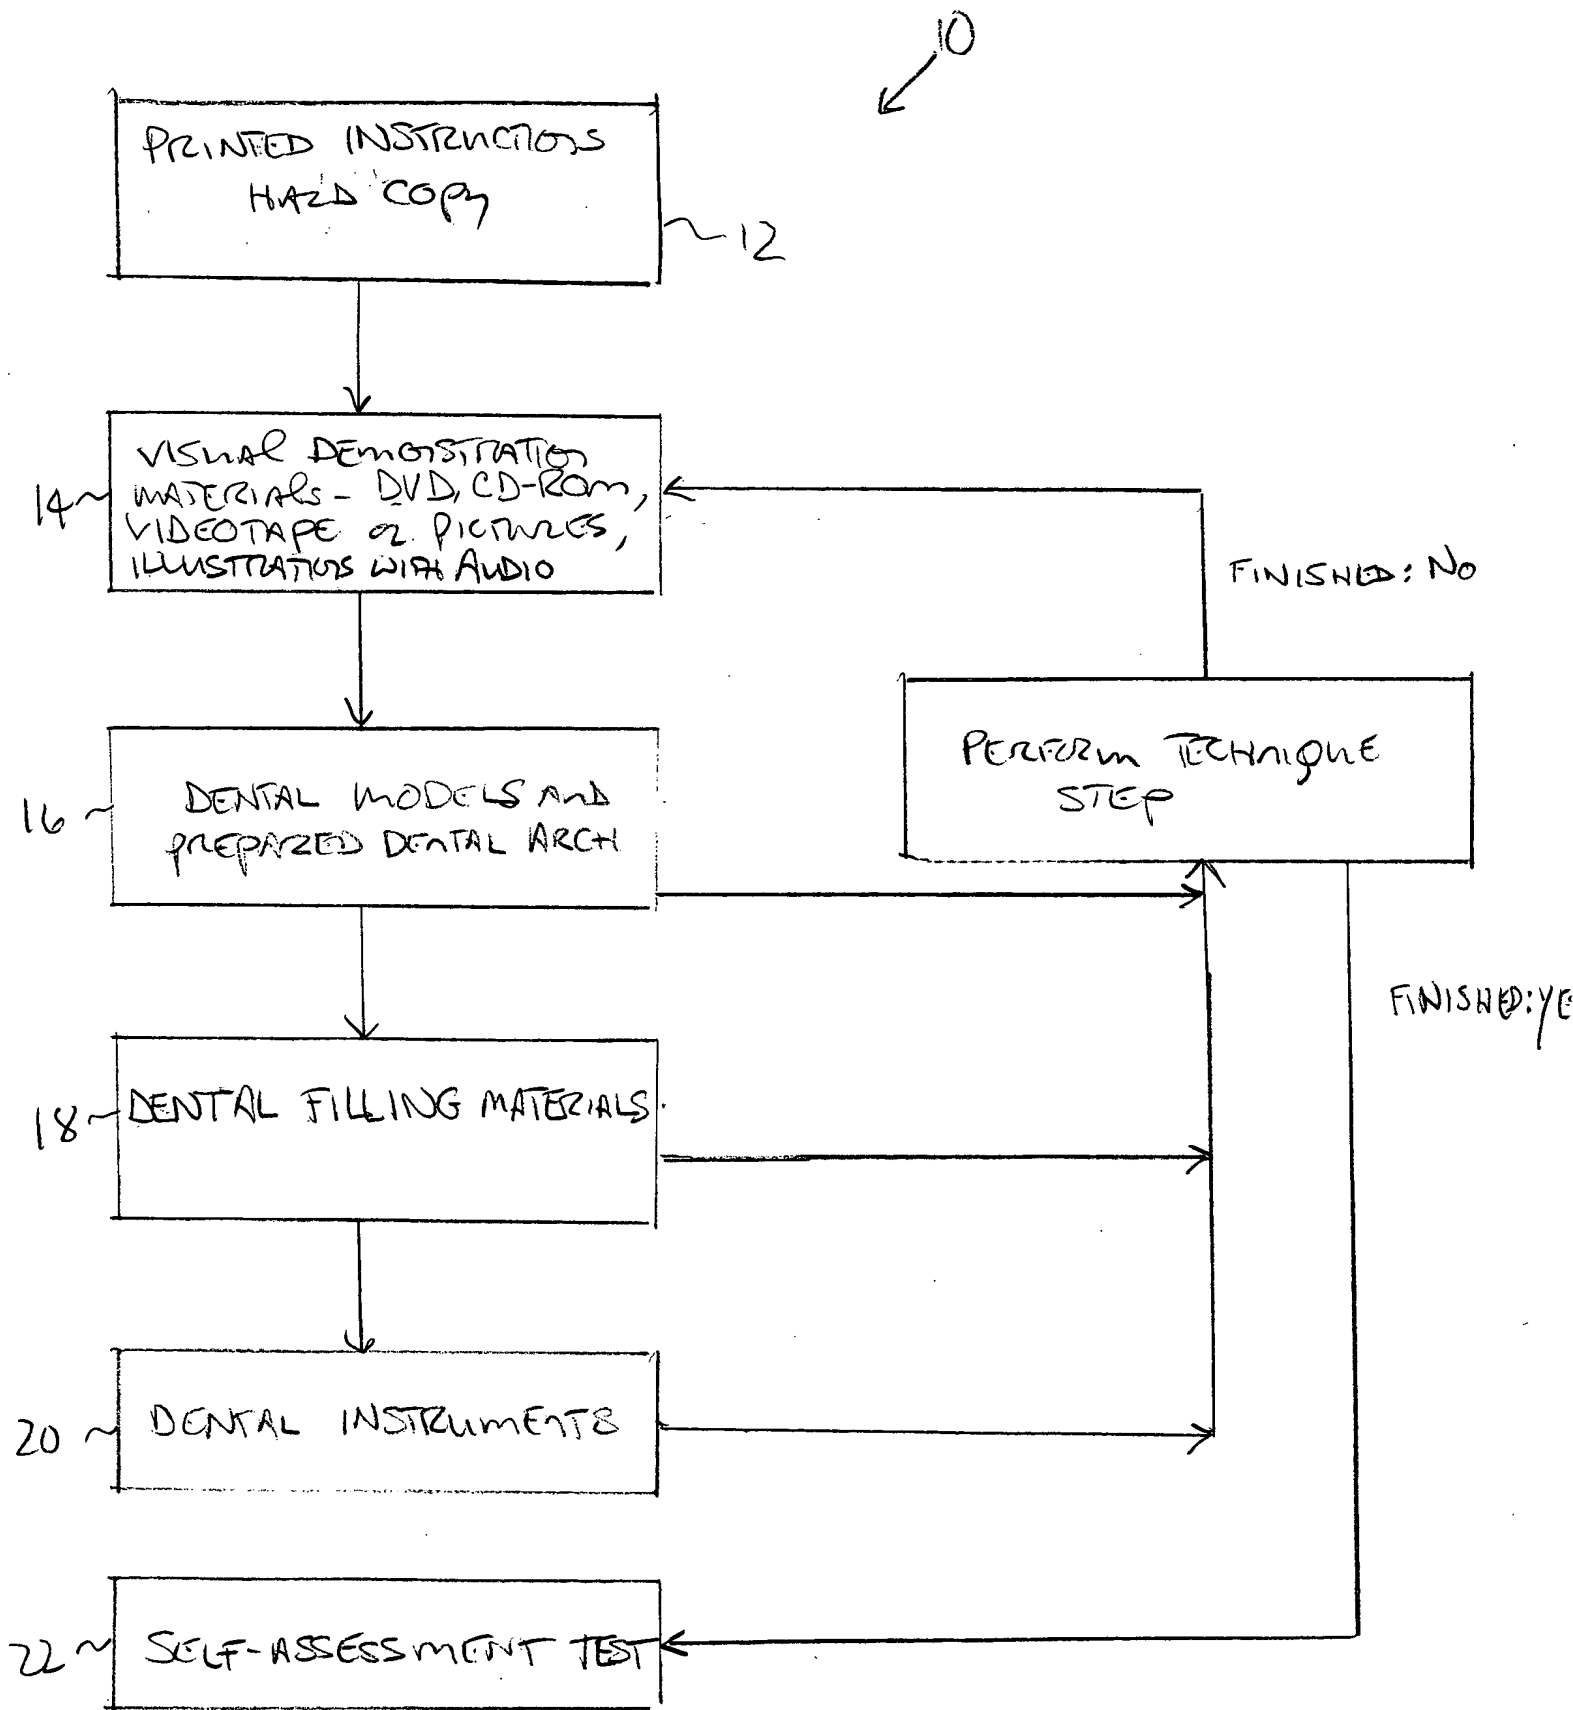 10
PRINTED INSTRUCTIONS
HARD COPY
12
VISUAL DEMONSTRATION
MATERIALS - DVD, CD-ROM,
VIDEOTAPE OR PICTURES,
ILLUSTRATIONS WITH AUDIO
14
FINISHED: NO
PERFORM TECHNIQUE
STEP
DENTAL MODELS AND
PREPARED DENTAL ARCH
16
FINISHED: YE
DENTAL FILLING MATERIALS
18
DENTAL INSTRUMENTS
20
SELF-ASSESSMENT TEST
22